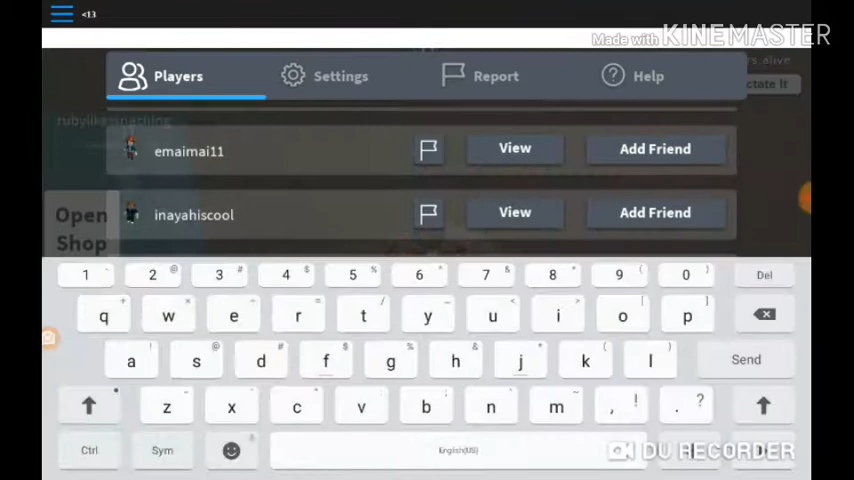 <13
Made with KINEMASTER
Players Settings Report Help
emaimai11 View Add Friend
inayahiscool View Add Friend
Open
Shop
1 2 @ 3 # 4 $ 5 % 6 ^ 7 & 8 * 9 ( 0 ) Del
q + w × e ÷ r = t / y _ u < i > o [ p ]
a ! s @ d # f $ g % h & j * k ( l ) Send
z x c v b n m , ! . ?
Ctrl Sym English(US)
DU RECORDER